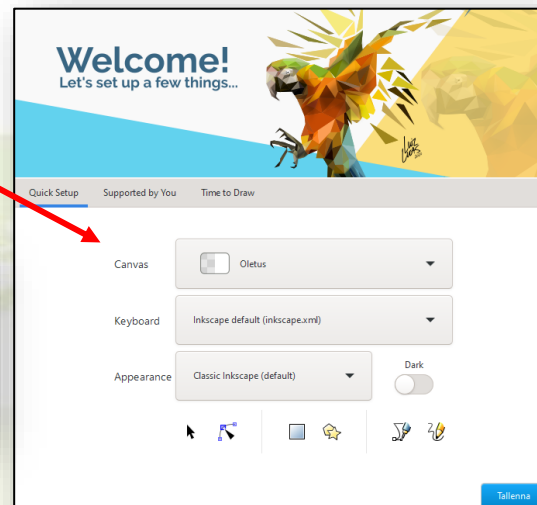 Welcome!
Let's set up a few things...
Quick Setup Supported by You Time to Draw
Canvas Oletus
Keyboard Inkscape default (inkscape.xml)
Appearance Classic Inkscape (default) Dark
Tallenna